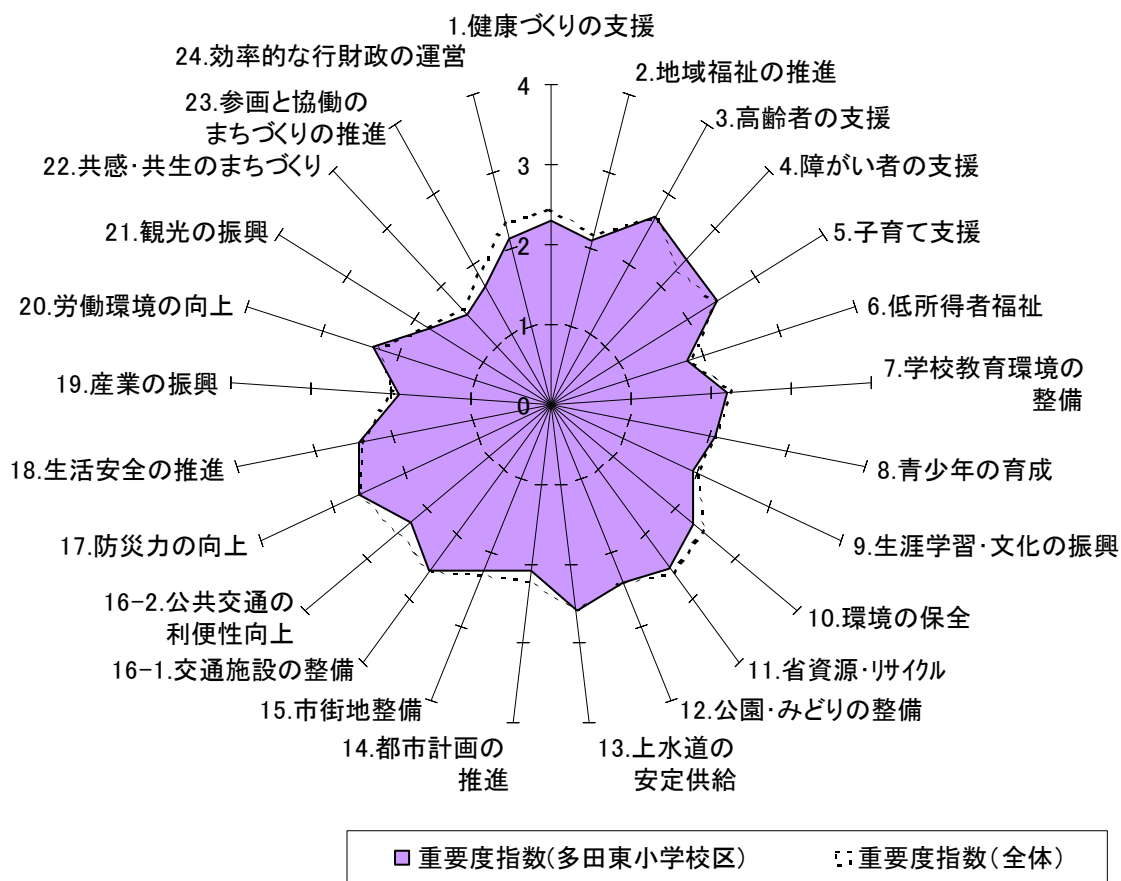 1.健康づくりの支援
2.地域福祉の推進
3.高齢者の支援
4.障がい者の支援
5.子育て支援
6.低所得者福祉
7.学校教育環境の
整備
8.青少年の育成
9.生涯学習・文化の振興
10.環境の保全
11.省資源・リサイクル
12.公園・みどりの整備
13.上水道の
安定供給
14.都市計画の
推進
15.市街地整備
16-1.交通施設の整備
16-2.公共交通の
利便性向上
17.防災力の向上
18.生活安全の推進
19.産業の振興
20.労働環境の向上
21.観光の振興
22.共感・共生のまちづくり
23.参画と協働の
まちづくりの推進
24.効率的な行財政の運営
4
3
2
1
0
重要度指数(多田東小学校区)
重要度指数(全体)